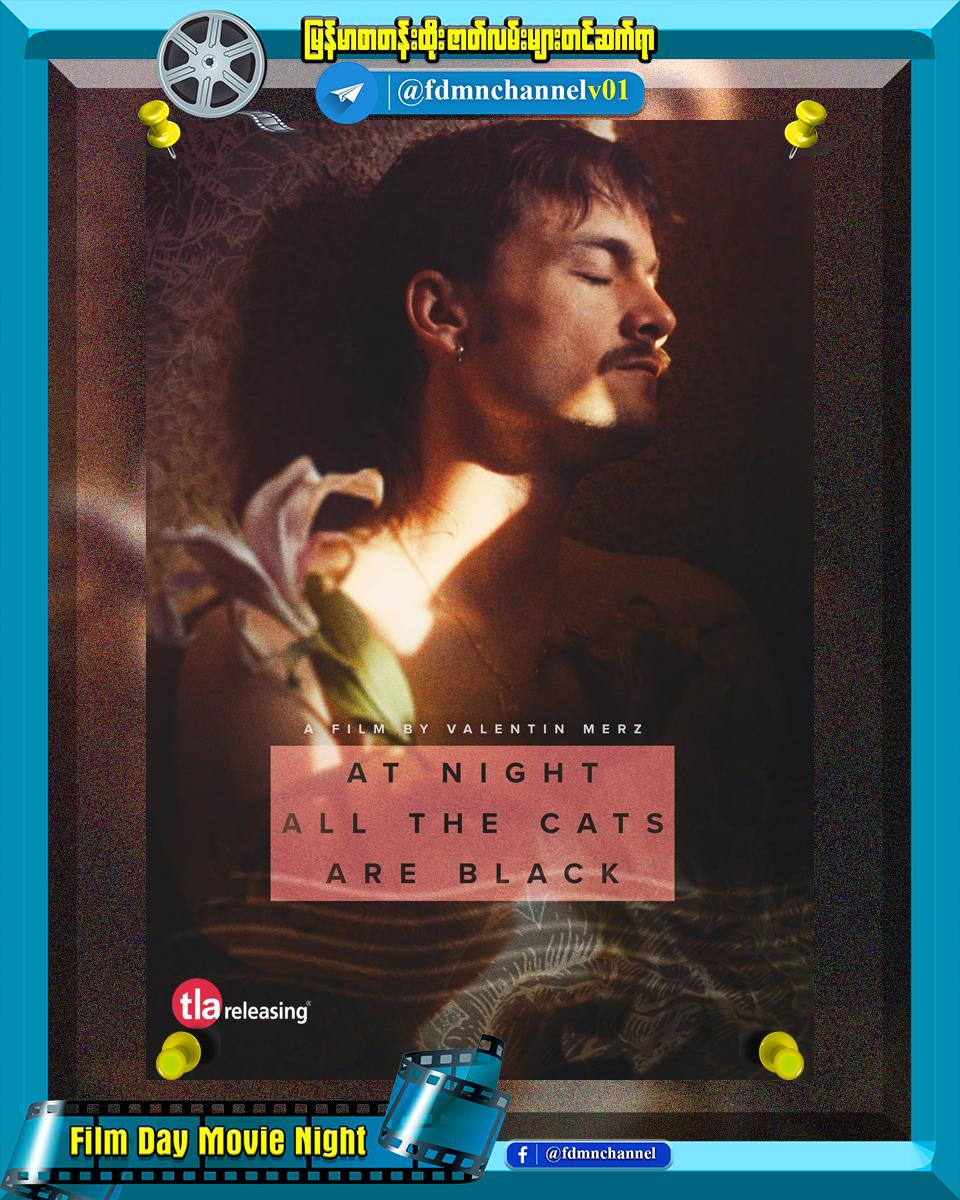 မြန်မာစာတန်းထိုးဇာတ်လမ်းများတင်ဆက်ရာ
@fdmnchannelv01
A FILM BY VALENTIN MERZ
AT NIGHT
ALL THE CATS
ARE BLACK
tla releasing®
Film Day Movie Night
f @fdmnchannel